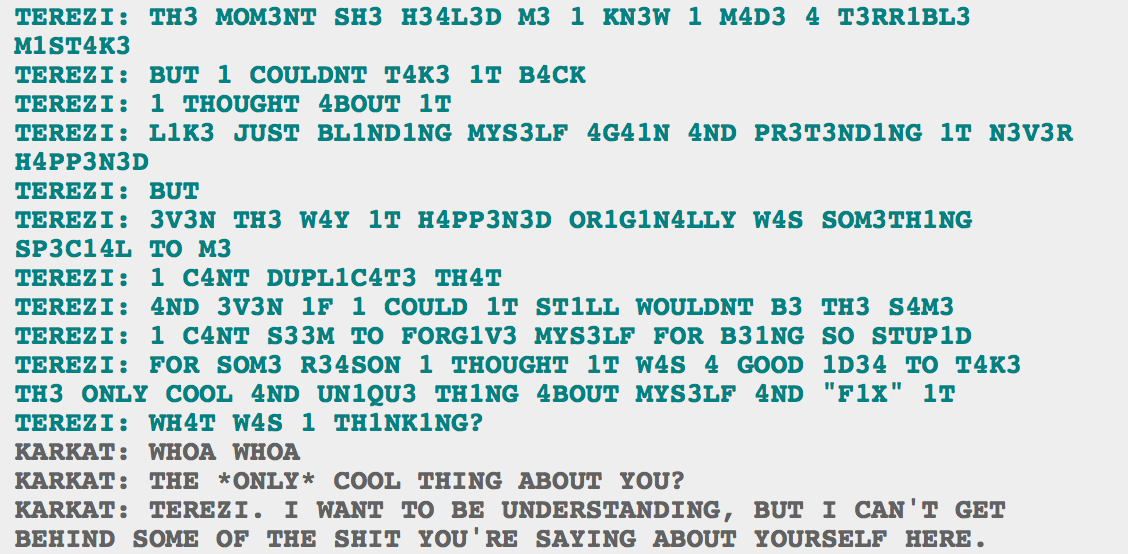 TEREZI: TH3 MOM3NT SH3 H34L3D M3 1 KN3W 1 M4D3 4 T3RR1BL3
M1ST4K3
TEREZI: BUT 1 COULDNT T4K3 1T B4CK
TEREZI: 1 THOUGHT 4BOUT 1T
TEREZI: L1K3 JUST BL1ND1NG MYS3LF 4G41N 4ND PR3T3ND1NG 1T N3V3R
H4PP3N3D
TEREZI: BUT
TEREZI: 3V3N TH3 W4Y 1T H4PP3N3D OR1G1N4LLY W4S SOM3TH1NG
SP3C14L TO M3
TEREZI: 1 C4NT DUPL1C4T3 TH4T
TEREZI: 4ND 3V3N 1F 1 COULD 1T ST1LL WOULDNT B3 TH3 S4M3
TEREZI: 1 C4NT S33M TO FORG1V3 MYS3LF FOR B31NG SO STUP1D
TEREZI: FOR SOM3 R34SON 1 THOUGHT 1T W4S 4 GOOD 1D34 TO T4K3
TH3 ONLY COOL 4ND UN1QU3 TH1NG 4BOUT MYS3LF 4ND "F1X" 1T
TEREZI: WH4T W4S 1 TH1NK1NG?
KARKAT: WHOA WHOA
KARKAT: THE *ONLY* COOL THING ABOUT YOU?
KARKAT: TEREZI. I WANT TO BE UNDERSTANDING, BUT I CAN'T GET
BEHIND SOME OF THE SHIT YOU'RE SAYING ABOUT YOURSELF HERE.